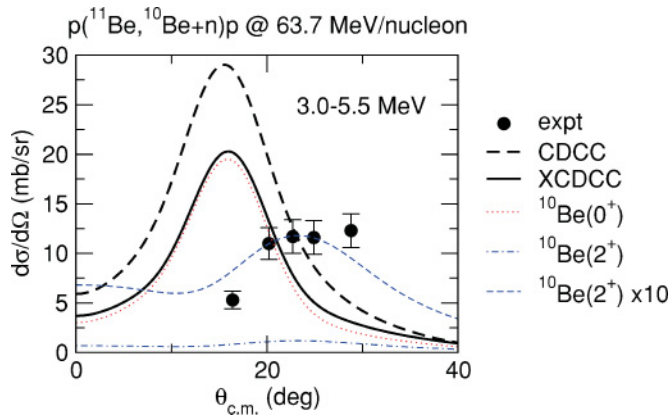 p(¹¹Be,¹⁰Be+n)p @ 63.7 MeV/nucleon
30
25
20
15
10
5
0
dσ/dΩ (mb/sr)
3.0-5.5 MeV
0
20
40
θc.m. (deg)
expt
CDCC
XCDCC
¹⁰Be(0⁺)
¹⁰Be(2⁺)
¹⁰Be(2⁺) x10